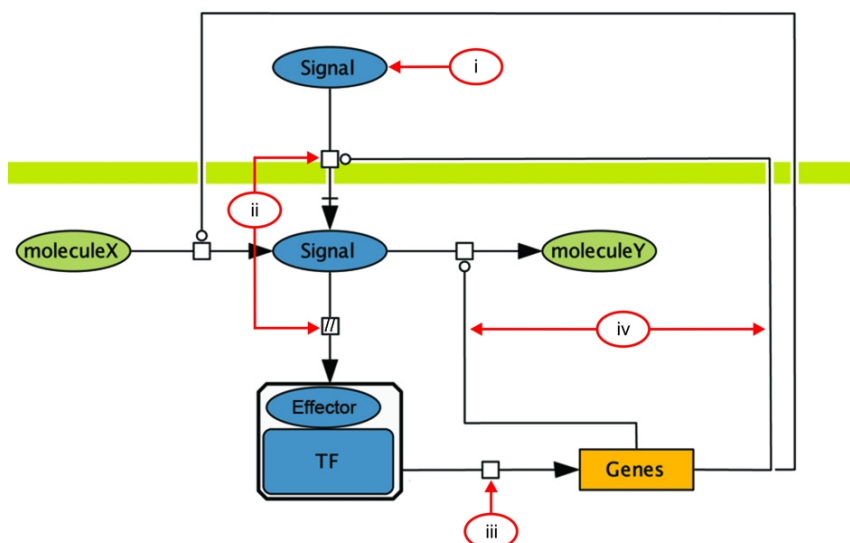 Signal
i
ii
moleculeX
Signal
moleculeY
//
iv
Effector
TF
Genes
iii